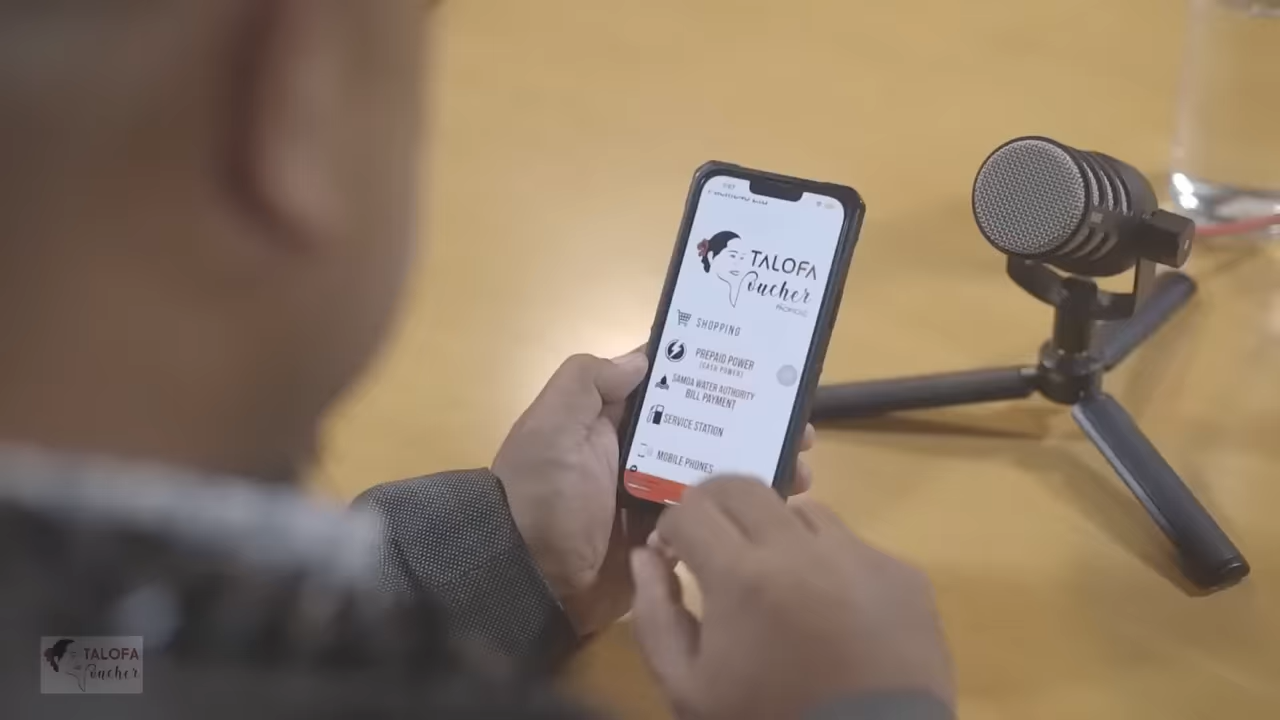 TALOFA
Voucher
SHOPPING
PREPAID POWER
(CASH POWER)
SAMOA WATER AUTHORITY
BILL PAYMENT
SERVICE STATION
MOBILE PHONES
TALOFA
Voucher